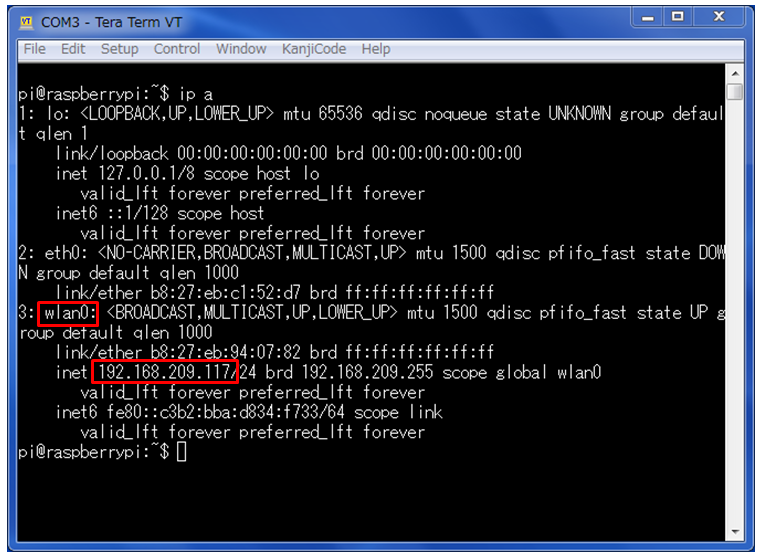 COM3 - Tera Term VT
File Edit Setup Control Window KanjiCode Help
pi@raspberrypi:~$ ip a
1: lo: <LOOPBACK,UP,LOWER_UP> mtu 65536 qdisc noqueue state UNKNOWN group defaul
t qlen 1
    link/loopback 00:00:00:00:00:00 brd 00:00:00:00:00:00
    inet 127.0.0.1/8 scope host lo
       valid_lft forever preferred_lft forever
    inet6 ::1/128 scope host
       valid_lft forever preferred_lft forever
2: eth0: <NO-CARRIER,BROADCAST,MULTICAST,UP> mtu 1500 qdisc pfifo_fast state DOW
N group default qlen 1000
    link/ether b8:27:eb:c1:52:d7 brd ff:ff:ff:ff:ff:ff
3: wlan0: <BROADCAST,MULTICAST,UP,LOWER_UP> mtu 1500 qdisc pfifo_fast state UP g
roup default qlen 1000
    link/ether b8:27:eb:94:07:82 brd ff:ff:ff:ff:ff:ff
    inet 192.168.209.117/24 brd 192.168.209.255 scope global wlan0
       valid_lft forever preferred_lft forever
    inet6 fe80::c3b2:bba:d834:f733/64 scope link
       valid_lft forever preferred_lft forever
pi@raspberrypi:~$